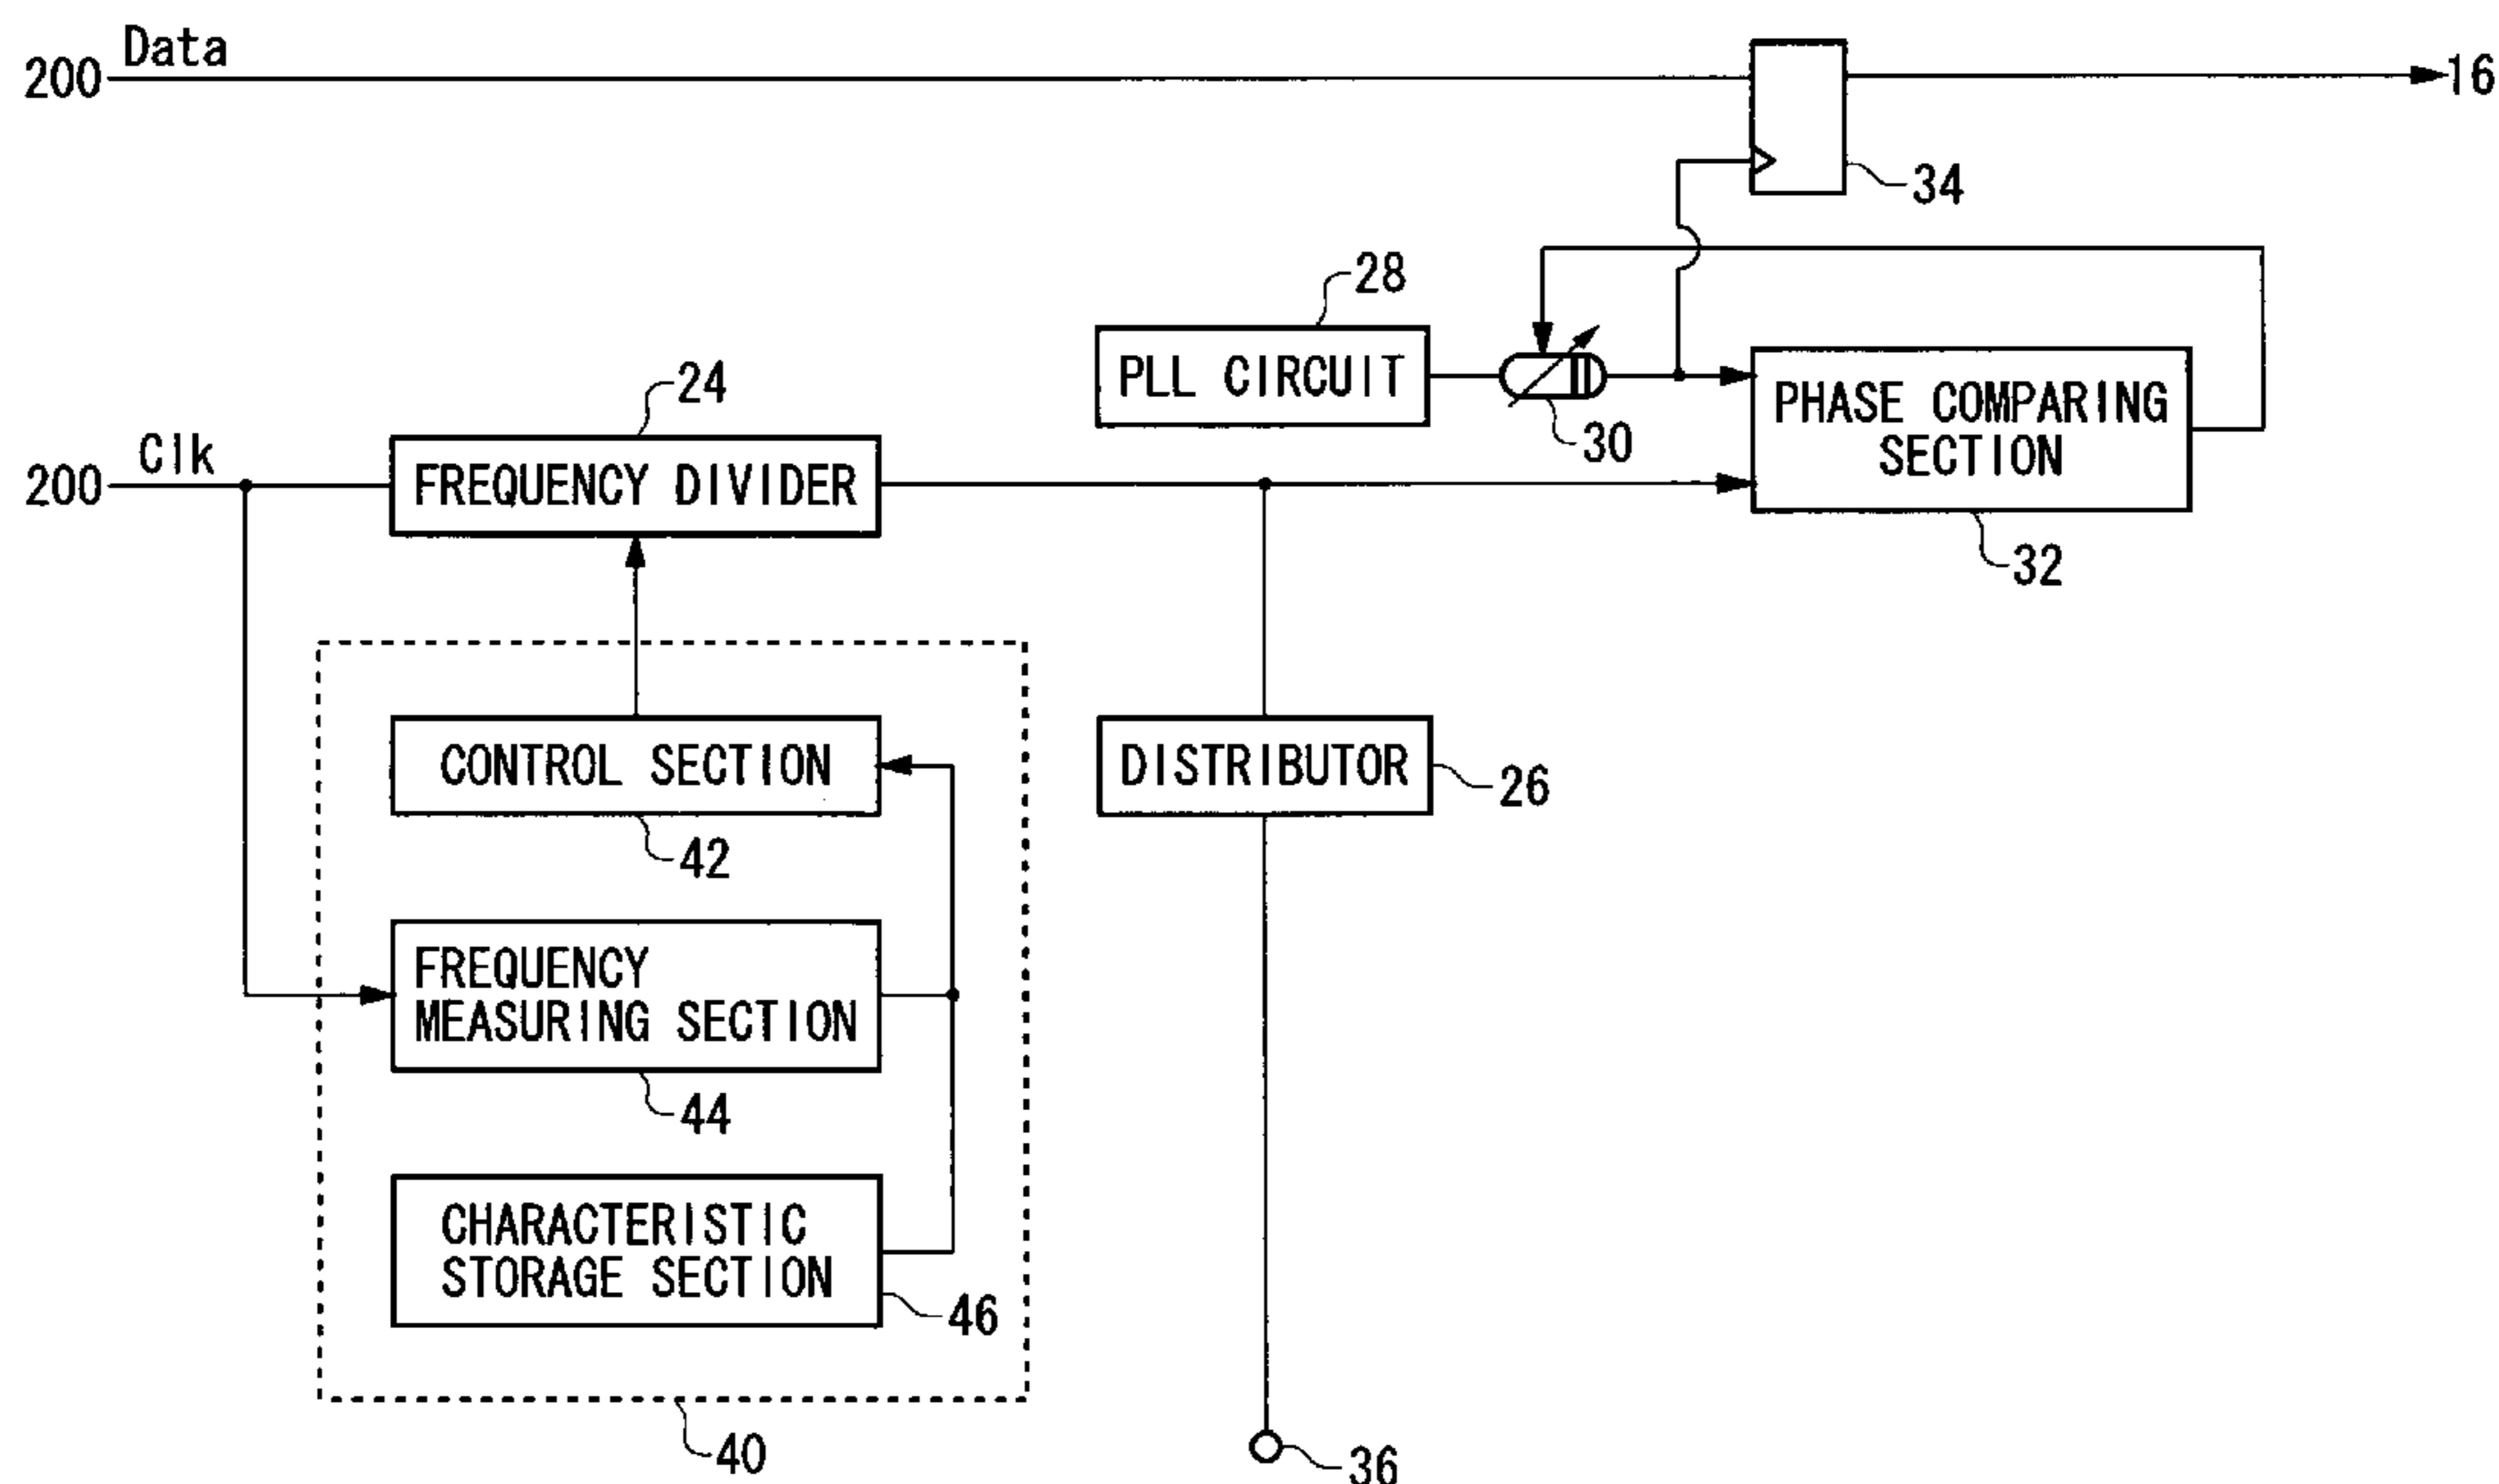 Data
200
16
34
28
PLL CIRCUIT
30
PHASE COMPARING
SECTION
32
24
Clk
200
FREQUENCY DIVIDER
CONTROL SECTION
42
DISTRIBUTOR
26
FREQUENCY
MEASURING SECTION
44
CHARACTERISTIC
STORAGE SECTION
46
40
36